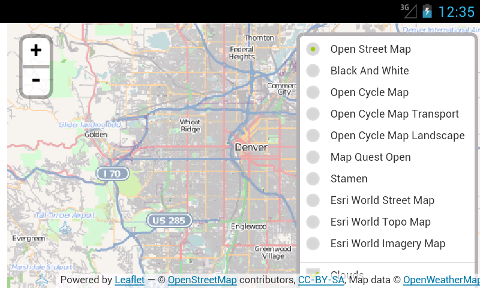 3G 12:35
+
-
Thornton
Federal Heights
Golden
Wheat Ridge
Denver
I 70
US 285
Evergreen
Englewood
Greenwood Village
Open Street Map
Black And White
Open Cycle Map
Open Cycle Map Transport
Open Cycle Map Landscape
Map Quest Open
Stamen
Esri World Street Map
Esri World Topo Map
Esri World Imagery Map
Clouds
Powered by Leaflet — © OpenStreetMap contributors, CC-BY-SA, Map data © OpenWeatherMap